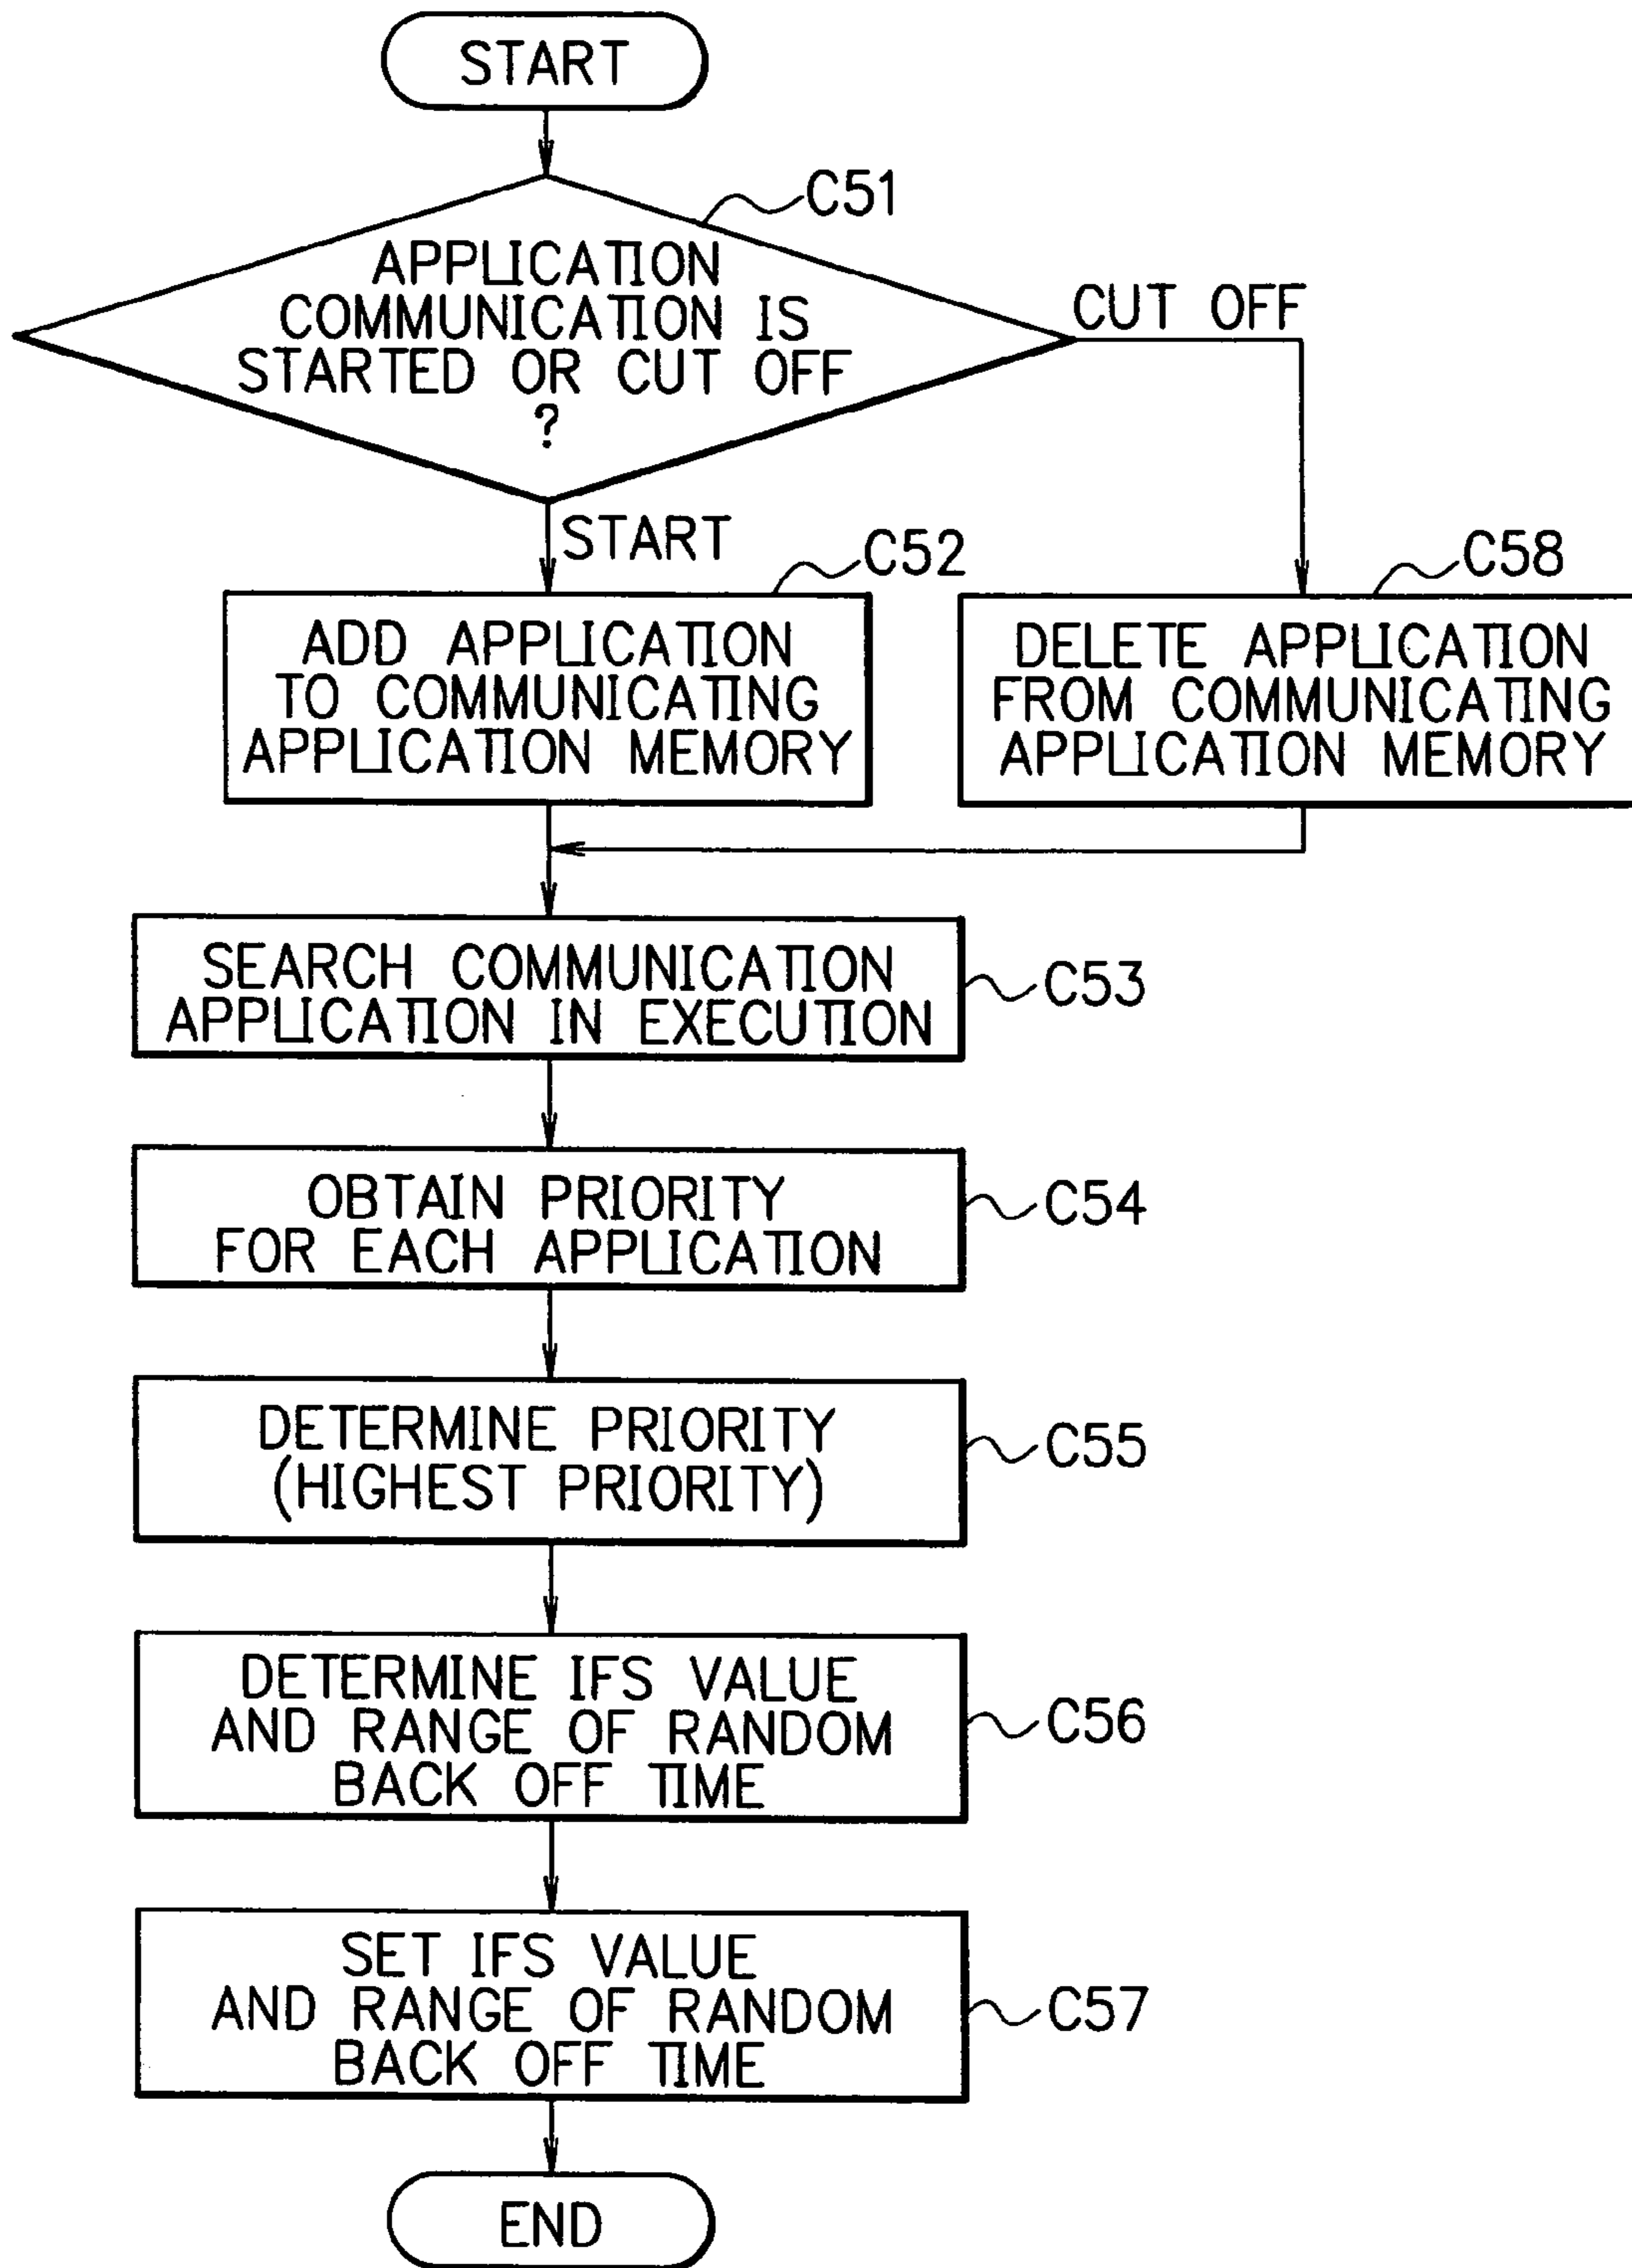 START
C51
APPLICATION
COMMUNICATION IS
STARTED OR CUT OFF
?
CUT OFF
START
C52
ADD APPLICATION
TO COMMUNICATING
APPLICATION MEMORY
C58
DELETE APPLICATION
FROM COMMUNICATING
APPLICATION MEMORY
SEARCH COMMUNICATION
APPLICATION IN EXECUTION
C53
OBTAIN PRIORITY
FOR EACH APPLICATION
C54
DETERMINE PRIORITY
(HIGHEST PRIORITY)
C55
DETERMINE IFS VALUE
AND RANGE OF RANDOM
BACK OFF TIME
C56
SET IFS VALUE
AND RANGE OF RANDOM
BACK OFF TIME
C57
END